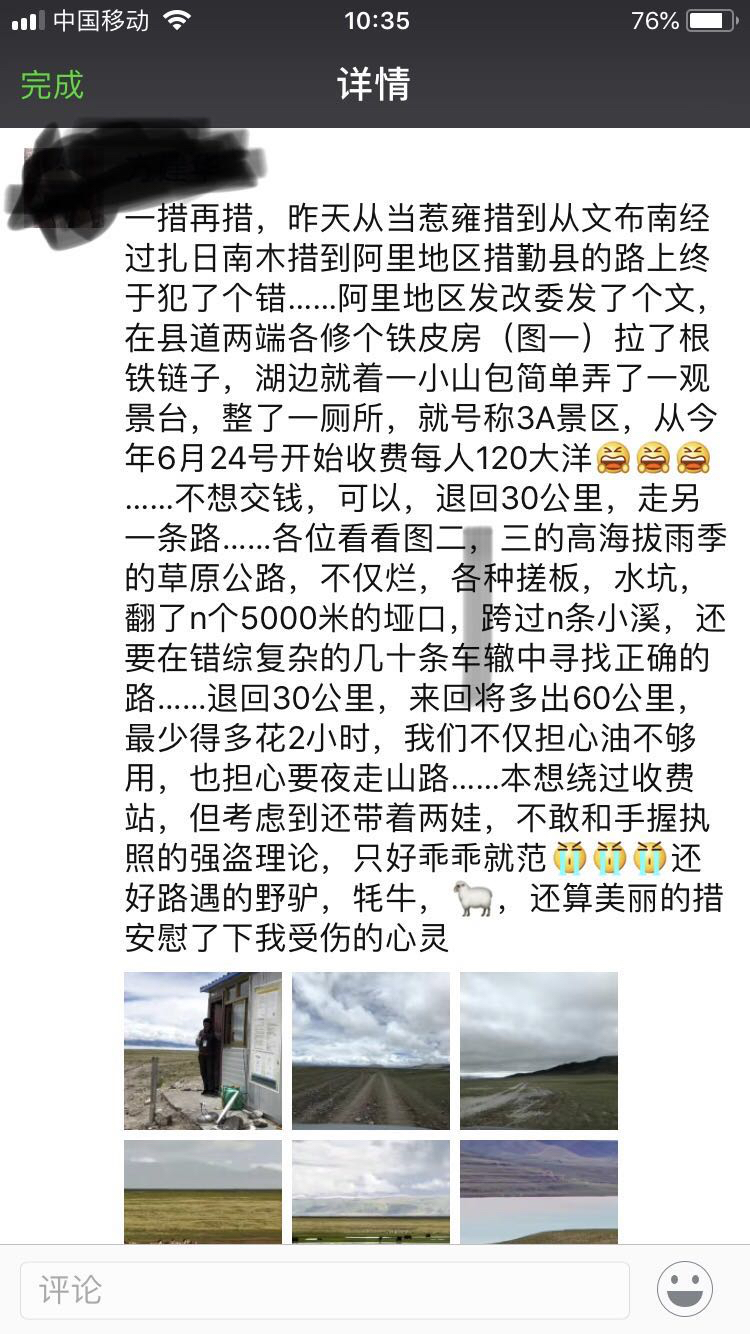 中国移动 10:35 76%
完成 详情
一措再措，昨天从当惹雍措到从文布南经
过扎日南木措到阿里地区措勤县的路上终
于犯了个错……阿里地区发改委发了个文，
在县道两端各修个铁皮房（图一）拉了根
铁链子，湖边就着一小山包简单弄了一观
景台，整了一厕所，就号称3A景区，从今
年6月24号开始收费每人120大洋😝😝😝
……不想交钱，可以，退回30公里，走另
一条路……各位看看图二，三的高海拔雨季
的草原公路，不仅烂，各种搓板，水坑，
翻了n个5000米的垭口，跨过n条小溪，还
要在错综复杂的几十条车辙中寻找正确的
路……退回30公里，来回将多出60公里，
最少得多花2小时，我们不仅担心油不够
用，也担心要夜走山路……本想绕过收费
站，但考虑到还带着两娃，不敢和手握执
照的强盗理论，只好乖乖就范😭😭😭还
好路遇的野驴，牦牛，🐑，还算美丽的措
安慰了下我受伤的心灵
评论